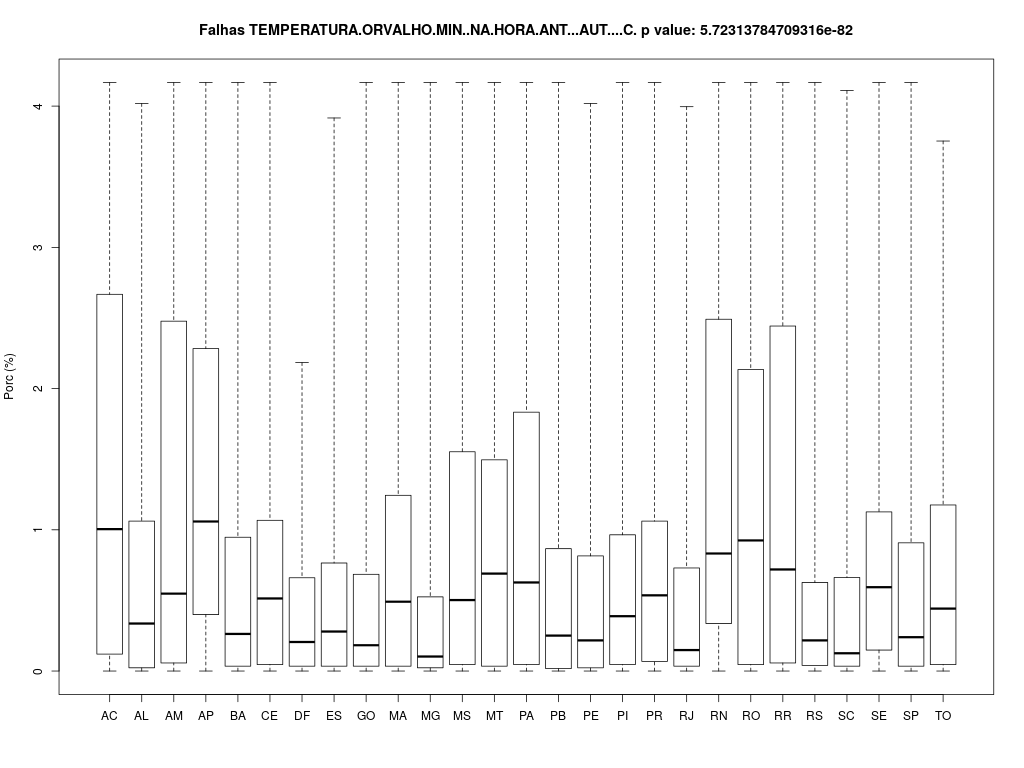 Falhas TEMPERATURA.ORVALHO.MIN..NA.HORA.ANT...AUT....C. p value: 5.72313784709316e-82
Porc (%)
4
3
2
1
0
AC AL AM AP BA CE DF ES GO MA MG MS MT PA PB PE PI PR RJ RN RO RR RS SC SE SP TO